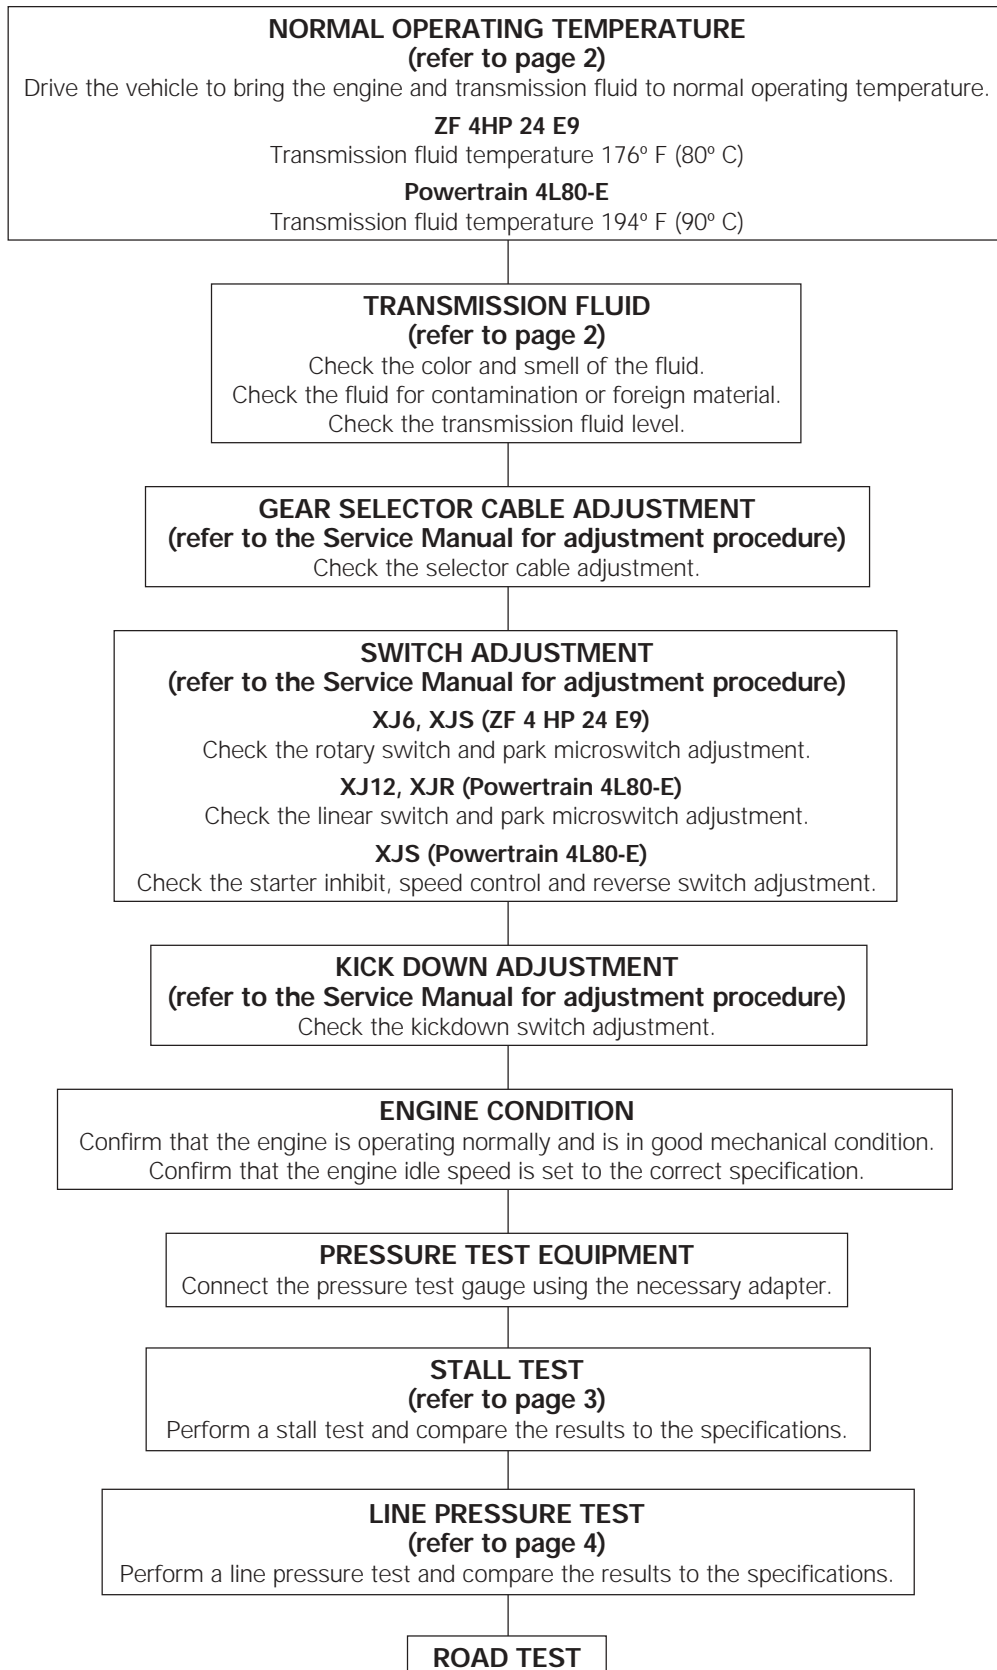 NORMAL OPERATING TEMPERATURE
(refer to page 2)
Drive the vehicle to bring the engine and transmission fluid to normal operating temperature.
ZF 4HP 24 E9
Transmission fluid temperature 176º F (80º C)
Powertrain 4L80-E
Transmission fluid temperature 194º F (90º C)
TRANSMISSION FLUID
(refer to page 2)
Check the color and smell of the fluid.
Check the fluid for contamination or foreign material.
Check the transmission fluid level.
GEAR SELECTOR CABLE ADJUSTMENT
(refer to the Service Manual for adjustment procedure)
Check the selector cable adjustment.
SWITCH ADJUSTMENT
(refer to the Service Manual for adjustment procedure)
XJ6, XJS (ZF 4 HP 24 E9)
Check the rotary switch and park microswitch adjustment.
XJ12, XJR (Powertrain 4L80-E)
Check the linear switch and park microswitch adjustment.
XJS (Powertrain 4L80-E)
Check the starter inhibit, speed control and reverse switch adjustment.
KICK DOWN ADJUSTMENT
(refer to the Service Manual for adjustment procedure)
Check the kickdown switch adjustment.
ENGINE CONDITION
Confirm that the engine is operating normally and is in good mechanical condition.
Confirm that the engine idle speed is set to the correct specification.
PRESSURE TEST EQUIPMENT
Connect the pressure test gauge using the necessary adapter.
STALL TEST
(refer to page 3)
Perform a stall test and compare the results to the specifications.
LINE PRESSURE TEST
(refer to page 4)
Perform a line pressure test and compare the results to the specifications.
ROAD TEST